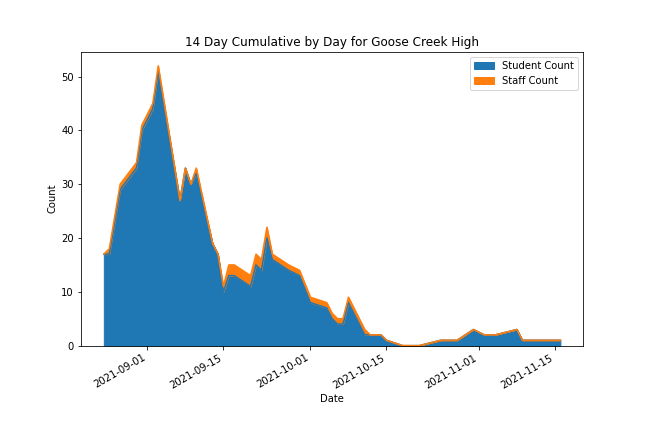 14 Day Cumulative by Day for Goose Creek High
Student Count
Staff Count
50
40
30
20
10
0
Count
2021-09-01
2021-09-15
2021-10-01
2021-10-15
2021-11-01
2021-11-15
Date